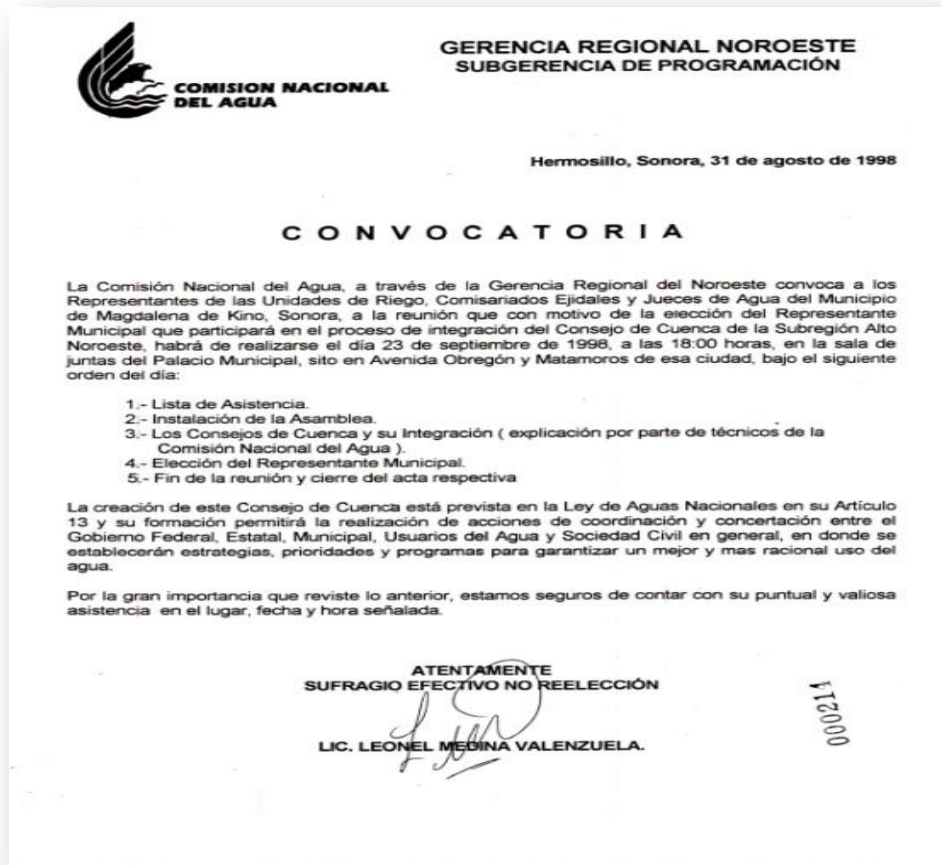 GERENCIA REGIONAL NOROESTE
SUBGERENCIA DE PROGRAMACIÓN
COMISION NACIONAL
DEL AGUA
Hermosillo, Sonora, 31 de agosto de 1998
C O N V O C A T O R I A
La Comisión Nacional del Agua, a través de la Gerencia Regional del Noroeste convoca a los
Representantes de las Unidades de Riego, Comisariados Ejidales y Jueces de Agua del Municipio
de Magdalena de Kino, Sonora, a la reunión que con motivo de la elección del Representante
Municipal que participará en el proceso de integración del Consejo de Cuenca de la Subregión Alto
Noroeste, habrá de realizarse el día 23 de septiembre de 1998, a las 18:00 horas, en la sala de
juntas del Palacio Municipal, sito en Avenida Obregón y Matamoros de esa ciudad, bajo el siguiente
orden del día:
1.- Lista de Asistencia.
2.- Instalación de la Asamblea.
3.- Los Consejos de Cuenca y su Integración ( explicación por parte de técnicos de la
Comisión Nacional del Agua ).
4.- Elección del Representante Municipal.
5.- Fin de la reunión y cierre del acta respectiva
La creación de este Consejo de Cuenca está prevista en la Ley de Aguas Nacionales en su Artículo
13 y su formación permitirá la realización de acciones de coordinación y concertación entre el
Gobierno Federal, Estatal, Municipal, Usuarios del Agua y Sociedad Civil en general, en donde se
establecerán estrategias, prioridades y programas para garantizar un mejor y mas racional uso del
agua.
Por la gran importancia que reviste lo anterior, estamos seguros de contar con su puntual y valiosa
asistencia en el lugar, fecha y hora señalada.
ATENTAMENTE
SUFRAGIO EFECTIVO NO REELECCIÓN
LIC. LEONEL MEDINA VALENZUELA.
000211